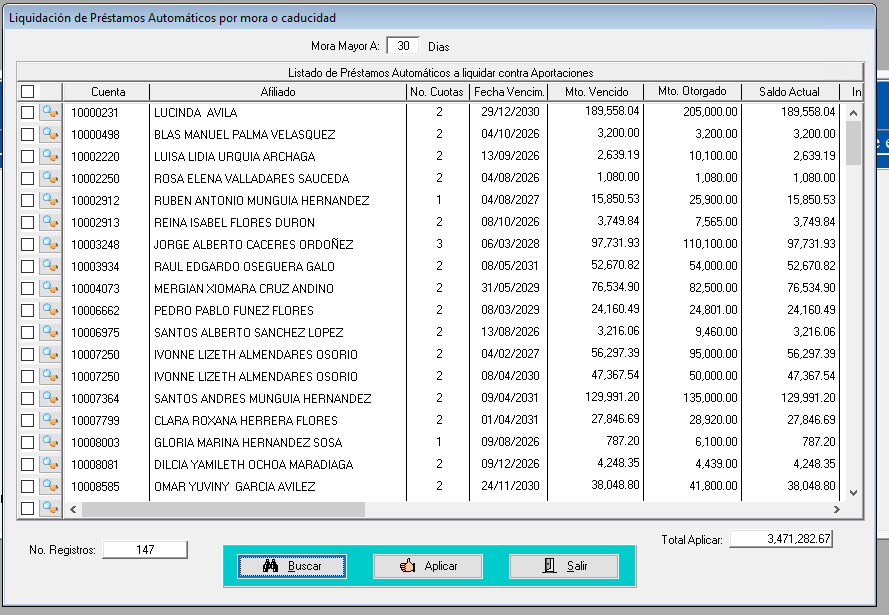 Liquidación de Préstamos Automáticos por mora o caducidad
Mora Mayor A: 30 Dias
Listado de Préstamos Automáticos a liquidar contra Aportaciones
Cuenta Afiliado No. Cuotas Fecha Vencim. Mto. Vencido Mto. Otorgado Saldo Actual In
10000231 LUCINDA AVILA 2 29/12/2030 189,558.04 205,000.00 189,558.04
10000498 BLAS MANUEL PALMA VELASQUEZ 2 04/10/2026 3,200.00 3,200.00 3,200.00
10002220 LUISA LIDIA URQUIA ARCHAGA 2 13/09/2026 2,639.19 10,100.00 2,639.19
10002250 ROSA ELENA VALLADARES SAUCEDA 2 04/08/2026 1,080.00 1,080.00 1,080.00
10002912 RUBEN ANTONIO MUNGUIA HERNANDEZ 1 04/08/2027 15,850.53 25,900.00 15,850.53
10002913 REINA ISABEL FLORES DURON 2 08/10/2026 3,749.84 7,565.00 3,749.84
10003248 JORGE ALBERTO CACERES ORDOÑEZ 3 06/03/2028 97,731.93 110,100.00 97,731.93
10003934 RAUL EDGARDO OSEGUERA GALO 2 08/05/2031 52,670.82 54,000.00 52,670.82
10004073 MERGIAN XIOMARA CRUZ ANDINO 2 31/05/2029 76,534.90 82,500.00 76,534.90
10006662 PEDRO PABLO FUNEZ FLORES 2 08/03/2029 24,160.49 24,801.00 24,160.49
10006975 SANTOS ALBERTO SANCHEZ LOPEZ 2 13/08/2026 3,216.06 9,460.00 3,216.06
10007250 IVONNE LIZETH ALMENDARES OSORIO 2 04/02/2027 56,297.39 95,000.00 56,297.39
10007250 IVONNE LIZETH ALMENDARES OSORIO 2 08/04/2030 47,367.54 50,000.00 47,367.54
10007364 SANTOS ANDRES MUNGUIA HERNANDEZ 2 09/04/2031 129,991.20 135,000.00 129,991.20
10007799 CLARA ROXANA HERRERA FLORES 2 01/04/2031 27,846.69 28,920.00 27,846.69
10008003 GLORIA MARINA HERNANDEZ SOSA 1 09/08/2026 787.20 6,100.00 787.20
10008081 DILCIA YAMILETH OCHOA MARADIAGA 2 09/12/2026 4,248.35 4,439.00 4,248.35
10008585 OMAR YUVINY GARCIA AVILEZ 2 24/11/2030 38,048.80 41,800.00 38,048.80
No. Registros: 147 Total Aplicar: 3,471,282.67
Buscar Aplicar Salir